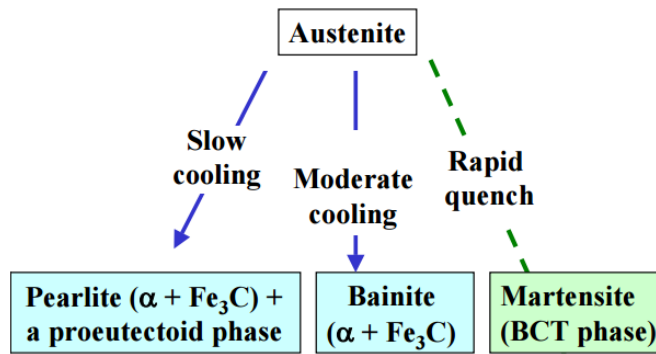 Austenite
Slow
cooling
Moderate
cooling
Rapid
quench
Pearlite (α + Fe₃C) +
a proeutectoid phase
Bainite
(α + Fe₃C)
Martensite
(BCT phase)